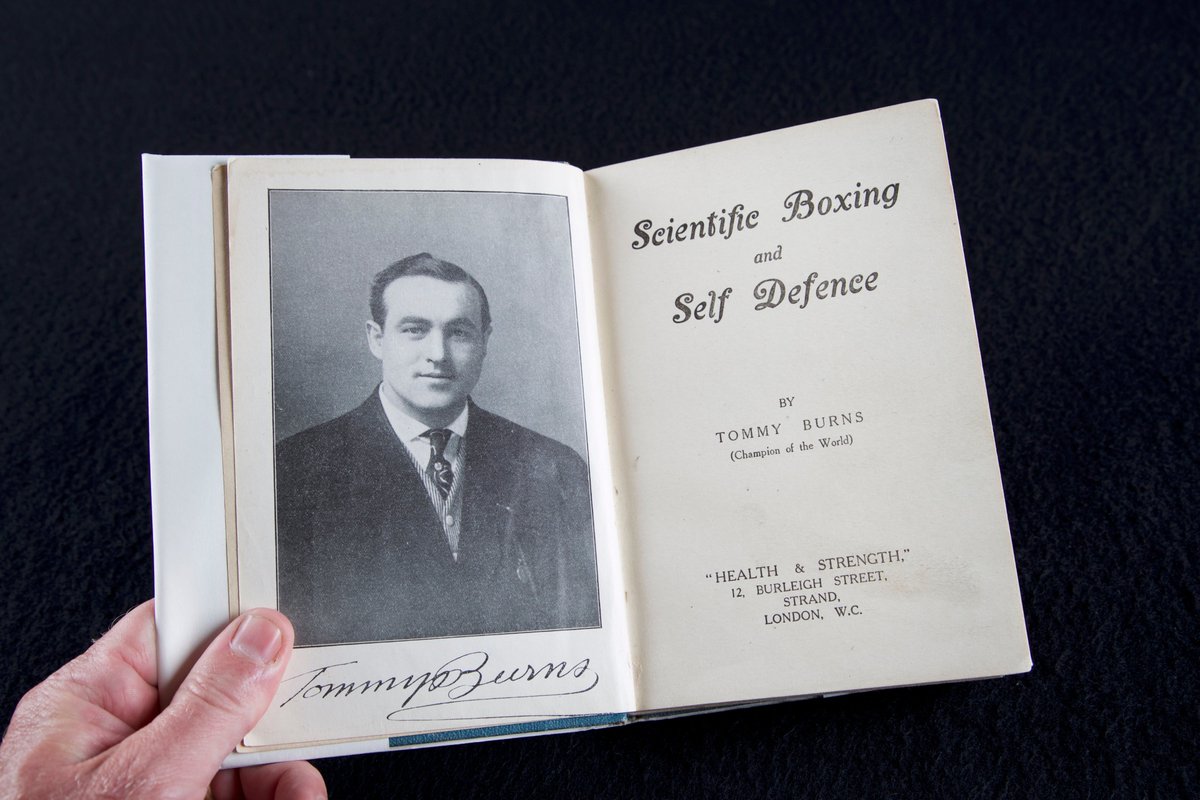 Tommy Burns
Scientific Boxing
and
Self Defence
BY
TOMMY BURNS
(Champion of the World)
"HEALTH & STRENGTH,"
12, BURLEIGH STREET,
STRAND,
LONDON, W.C.